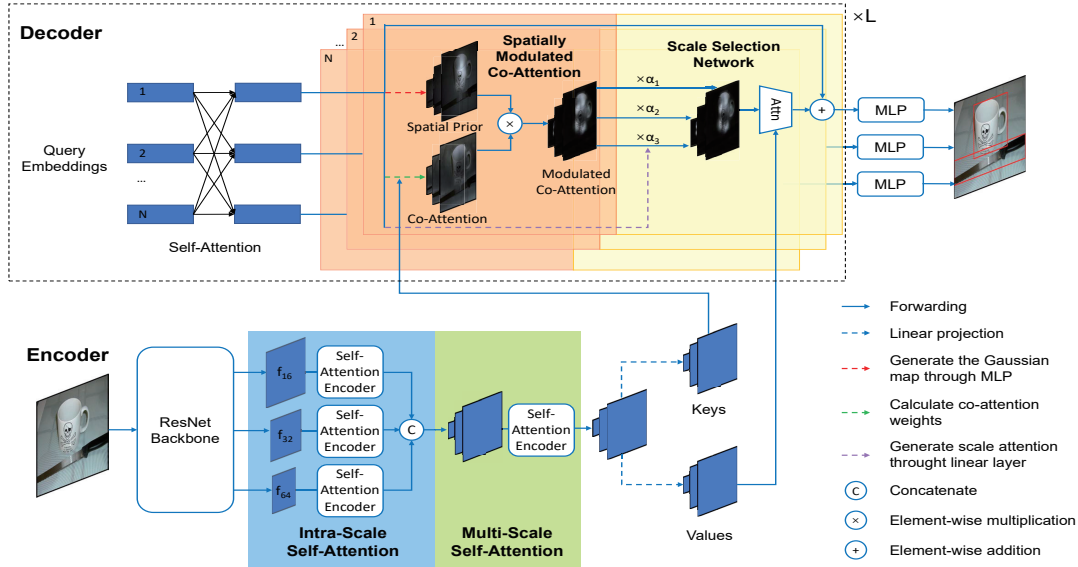 Decoder
×L
1
2
...
N
Spatially
Modulated
Co-Attention
Scale Selection
Network
1
2
...
N
Query
Embeddings
Self-Attention
Spatial Prior
×
Co-Attention
Modulated
Co-Attention
×α1
×α2
×α3
Attn
+
MLP
MLP
MLP
Encoder
ResNet
Backbone
f16
f32
f64
Self-
Attention
Encoder
Self-
Attention
Encoder
Self-
Attention
Encoder
C
Intra-Scale
Self-Attention
Self-
Attention
Encoder
Multi-Scale
Self-Attention
Keys
Values
Forwarding
Linear projection
Generate the Gaussian
map through MLP
Calculate co-attention
weights
Generate scale attention
throught linear layer
C
Concatenate
×
Element-wise multiplication
+
Element-wise addition